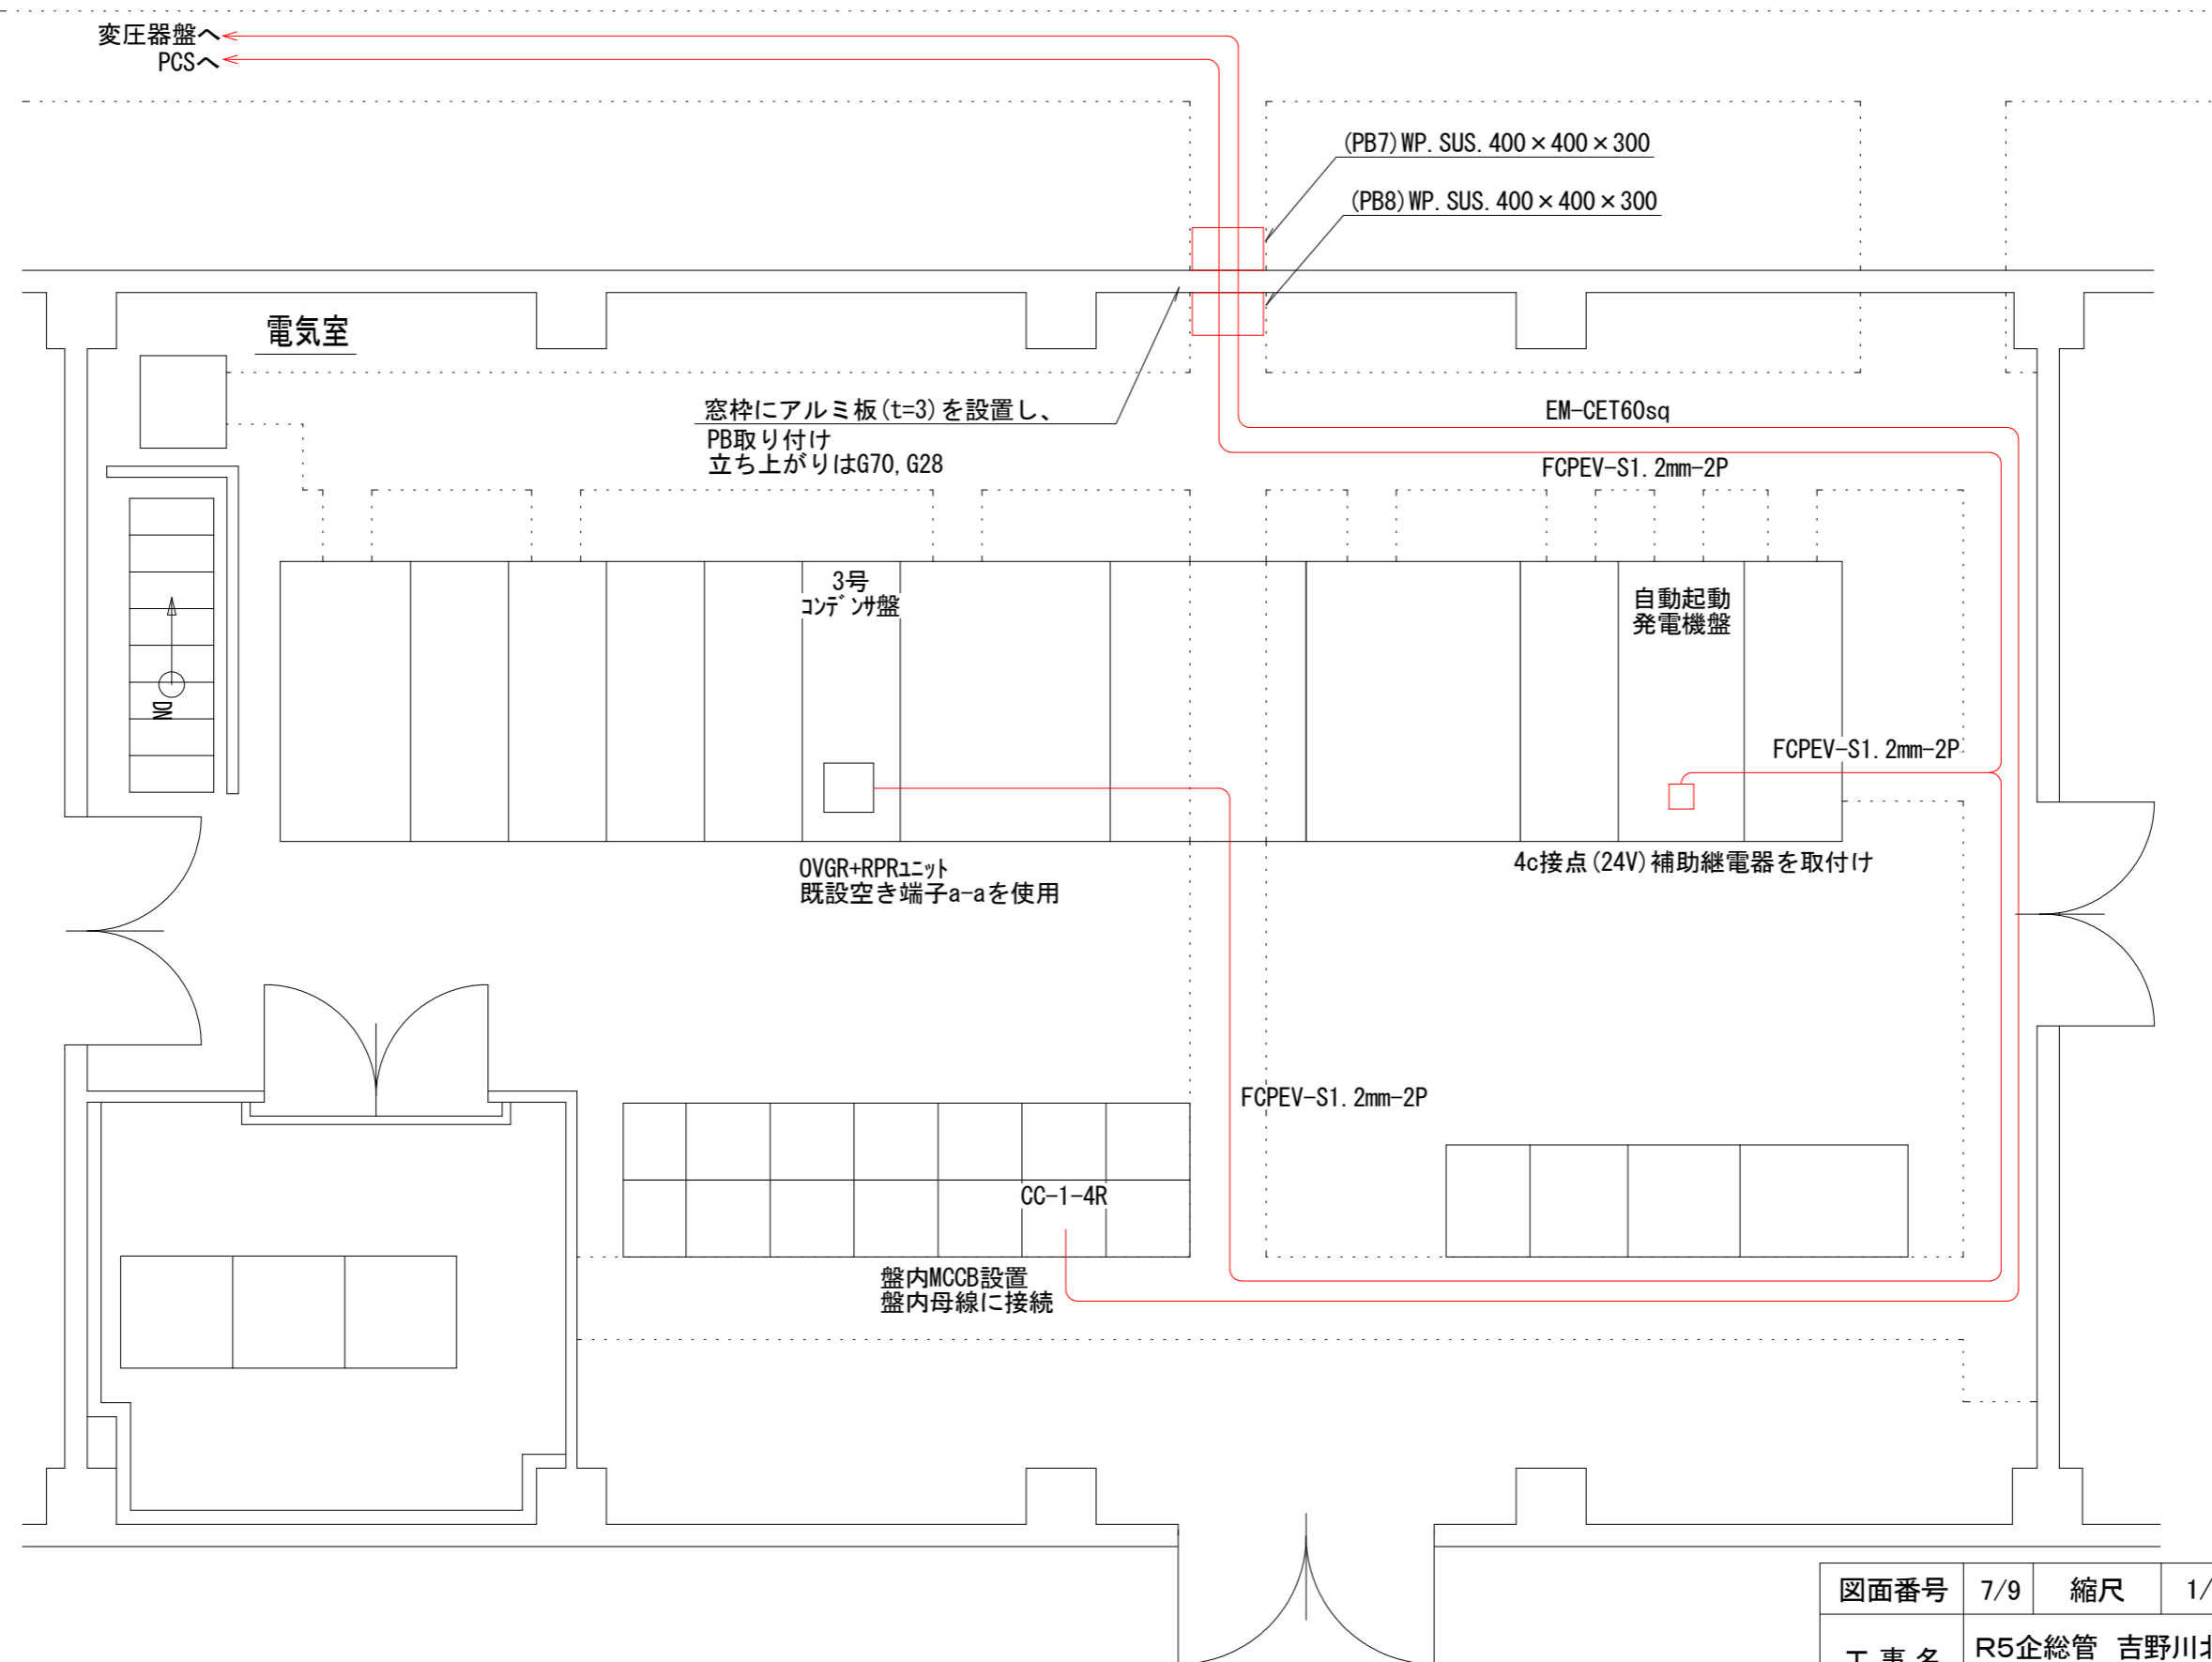 変圧器盤へ
PCSへ
(PB7)WP.SUS.400×400×300
(PB8)WP.SUS.400×400×300
電気室
窓枠にアルミ板(t=3)を設置し、
PB取り付け
立ち上がりはG70,G28
EM-CET60sq
FCPEV-S1.2mm-2P
3号
コンデンサ盤
自動起動
発電機盤
DN
FCPEV-S1.2mm-2P
OVGR+RPRユニット
既設空き端子a-aを使用
4c接点(24V)補助継電器を取付け
FCPEV-S1.2mm-2P
CC-1-4R
盤内MCCB設置
盤内母線に接続
図面番号 7/9 縮尺 1/
工事名 R5企総管 吉野川北